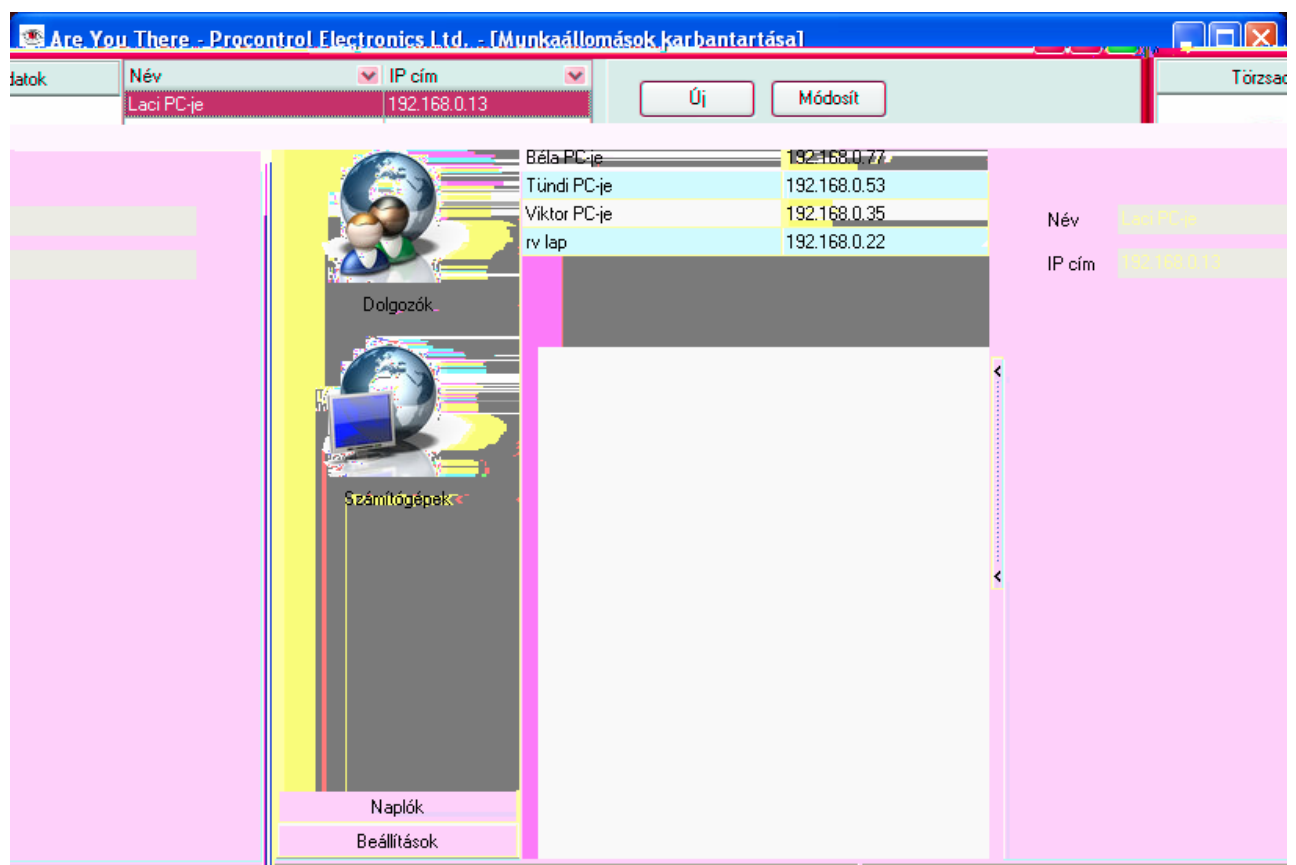 Are You There - Procontrol Electronics Ltd. - [Munkaállomások karbantartása]
datok Név IP cím Új Módosít Törzsad
Laci PC-je 192.168.0.13
Béla PC-je 192.168.0.77
Tündi PC-je 192.168.0.53
Viktor PC-je 192.168.0.35
rv lap 192.168.0.22
Név Laci PC-je
IP cím 192.168.0.13
Dolgozók
Számítógépek
Naplók
Beállítások